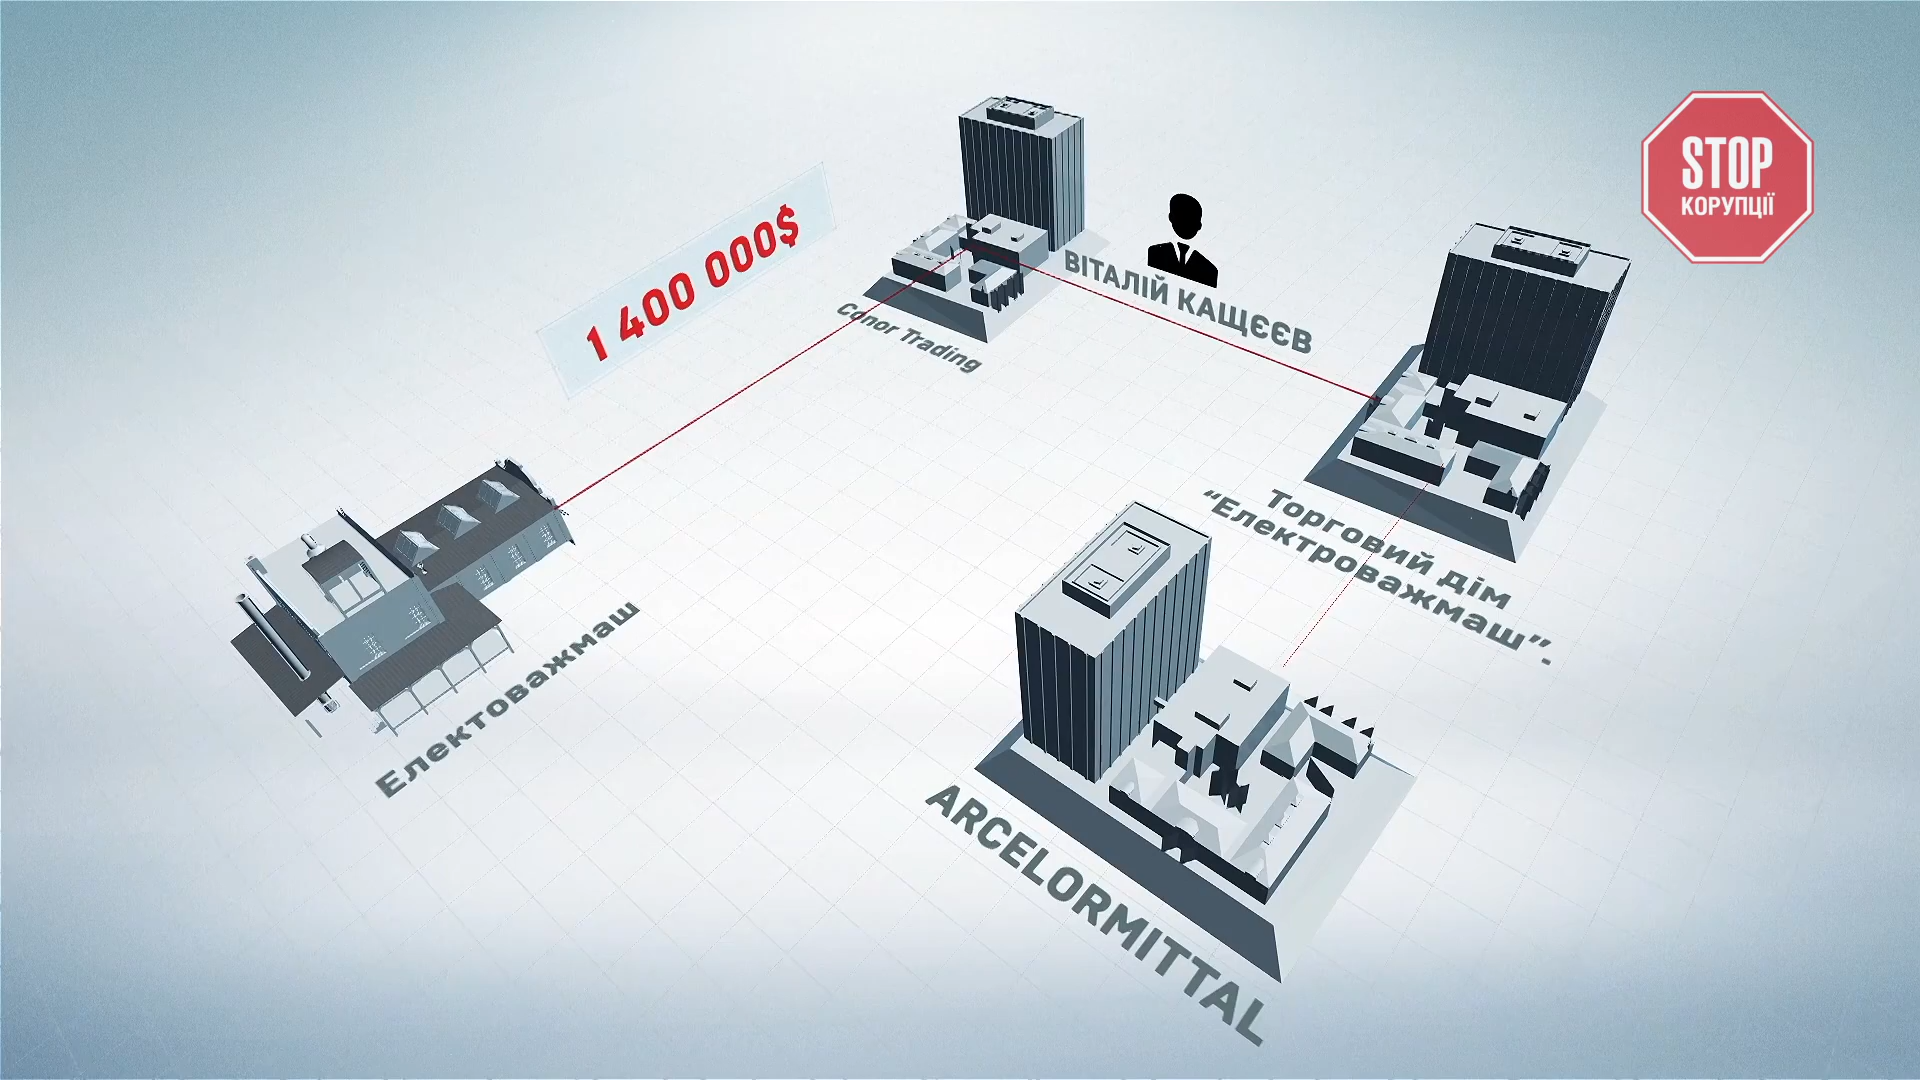 STOP
КОРУПЦІЇ
1 400 000$
ВІТАЛІЙ КАЩЄЄВ
Conor Trading
Торговий дім
“Електроважмаш”.
Електоважмаш
ARCELORMITTAL